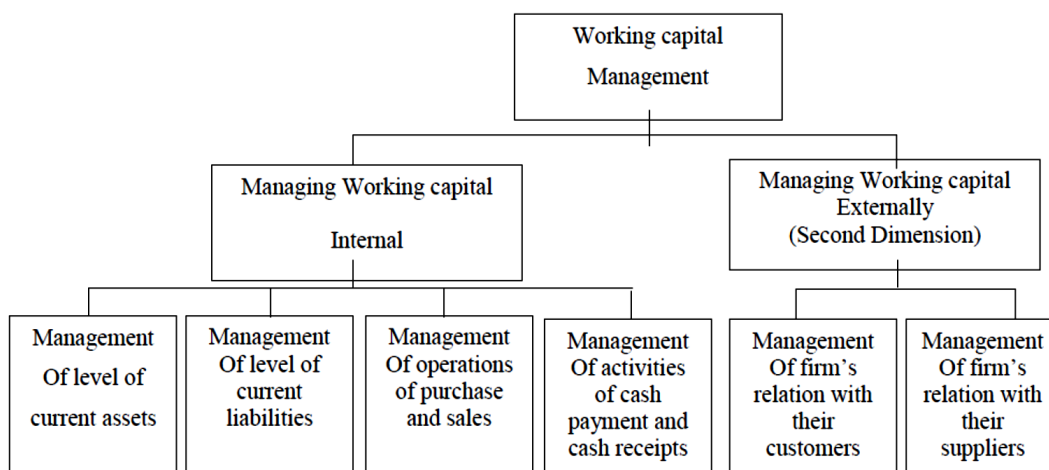 Working capital
Management
Managing Working capital
Internal
Managing Working capital
Externally
(Second Dimension)
Management
Of level of
current assets
Management
Of level of
current
liabilities
Management
Of operations
of purchase
and sales
Management
Of activities
of cash
payment and
cash receipts
Management
Of firm’s
relation with
their
customers
Management
Of firm’s
relation with
their
suppliers